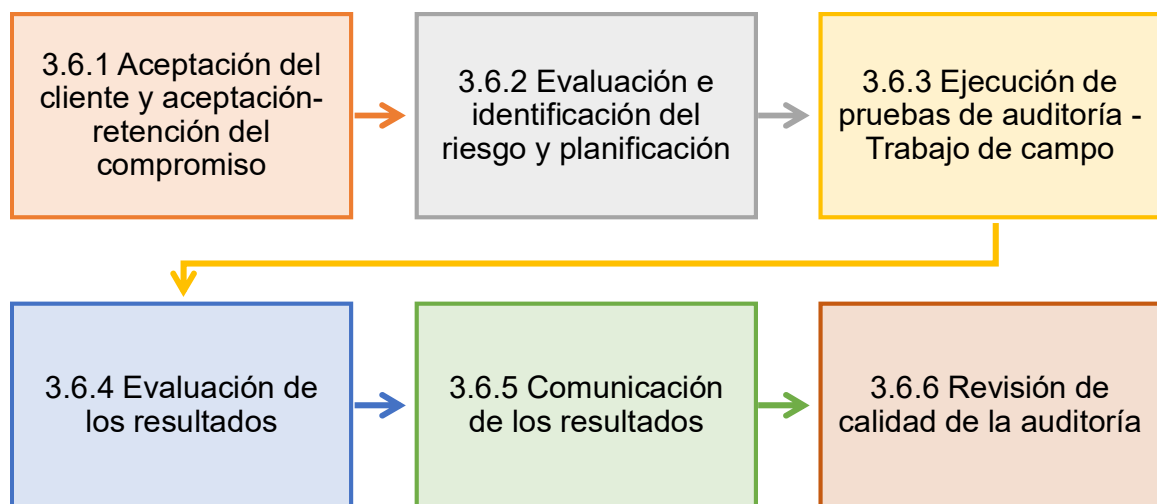 3.6.1 Aceptación del
cliente y aceptación-
retención del
compromiso
3.6.2 Evaluación e
identificación del
riesgo y planificación
3.6.3 Ejecución de
pruebas de auditoría -
Trabajo de campo
3.6.4 Evaluación de
los resultados
3.6.5 Comunicación
de los resultados
3.6.6 Revisión de
calidad de la auditoría